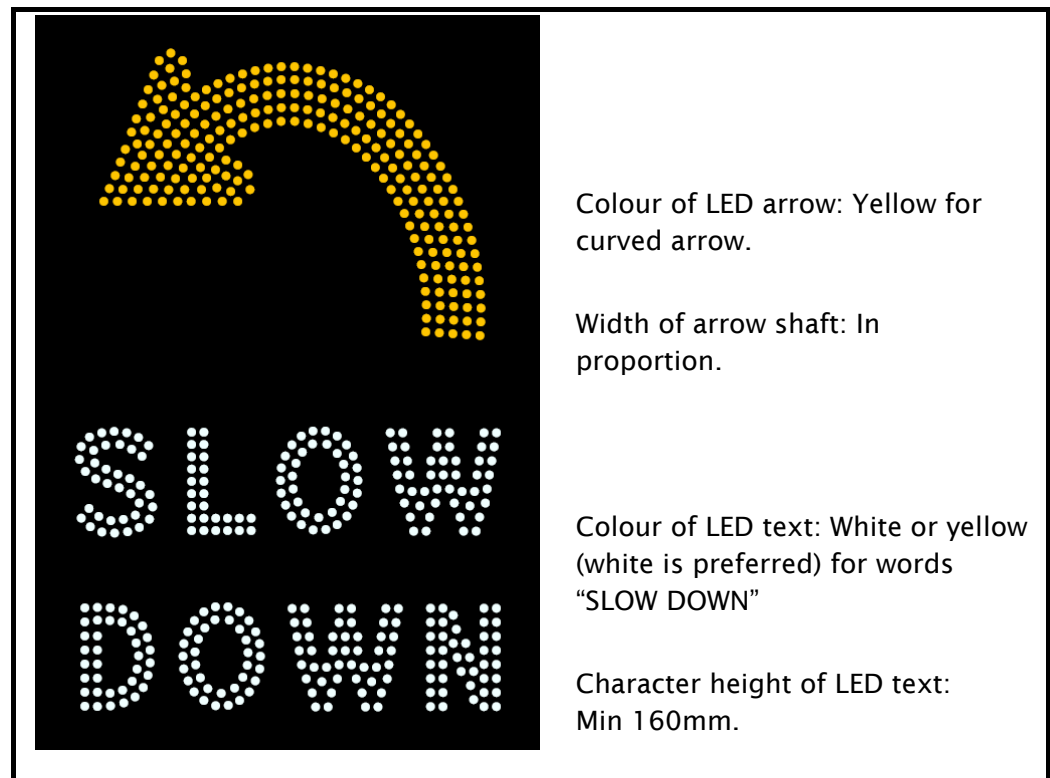 SLOW
DOWN
Colour of LED arrow: Yellow for
curved arrow.
Width of arrow shaft: In
proportion.
Colour of LED text: White or yellow
(white is preferred) for words
“SLOW DOWN”
Character height of LED text:
Min 160mm.